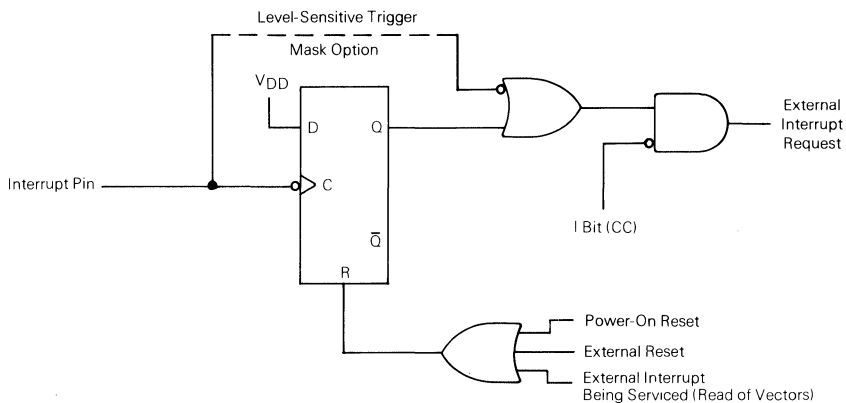 Level-Sensitive Trigger
Mask Option
VDD
D
Q
External
Interrupt
Request
Interrupt Pin
C
I Bit (CC)
Q̅
R
Power-On Reset
External Reset
External Interrupt
Being Serviced (Read of Vectors)